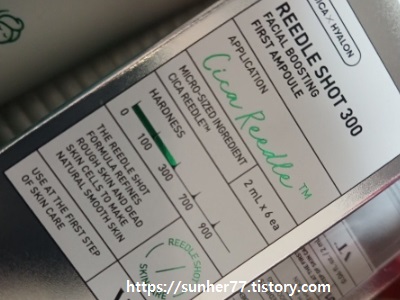 CICA × HYALON
REEDLE SHOT 300
FACIAL BOOSTING
FIRST AMPOULE
APPLICATION
Cica Reedle™
MICRO-SIZED INGREDIENT
CICA REEDLE™
2 mL x 6 ea
HARDNESS
0 100 300 700 900
THE REEDLE SHOT
FORMULA REFINES
ROUGH SKIN AND DEAD
SKIN CELLS TO MAKE
NATURAL SMOOTH SKIN
USE AT THE FIRST STEP
OF SKIN CARE
REEDLE SHOT
SKIN CARE
https://sunher77.tistory.com